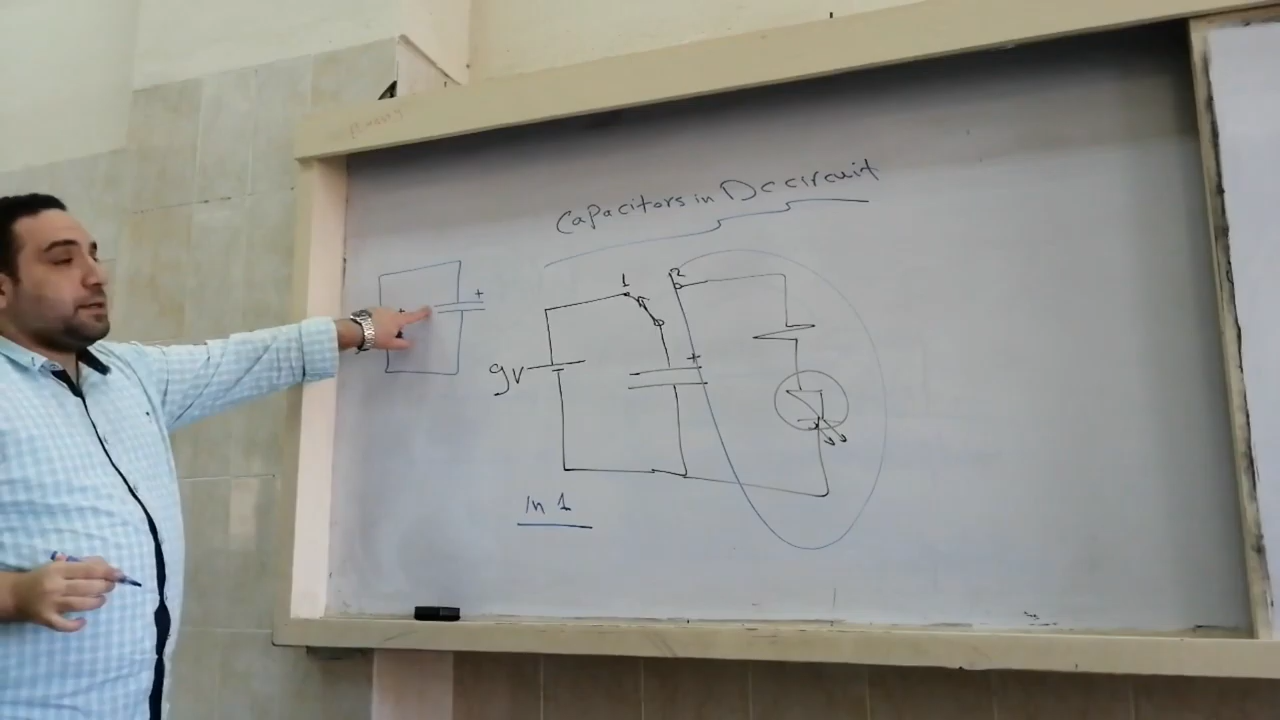 Capacitors in Dc circuit
1 2
+ +
9v
+
In 1